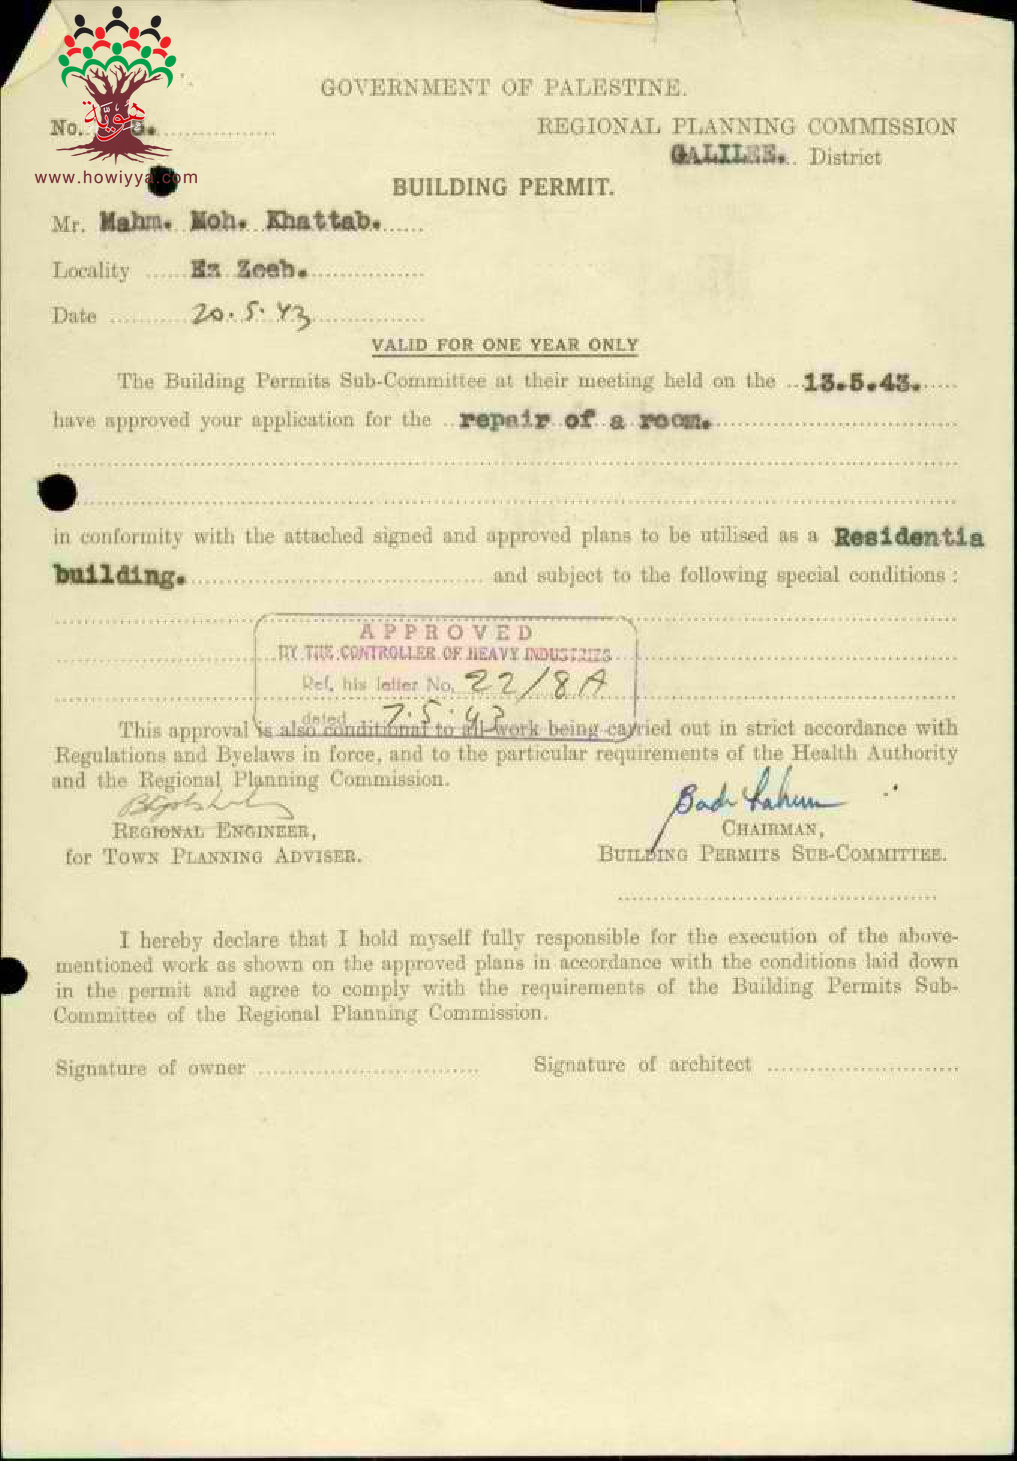 هوية
www.howiyya.com
GOVERNMENT OF PALESTINE.
No.
REGIONAL PLANNING COMMISSION
GALILEE. District
BUILDING PERMIT.
Mr. Mahm. Moh. Khattab.
Locality Ez Zeeb.
Date 20.5.43
VALID FOR ONE YEAR ONLY
The Building Permits Sub-Committee at their meeting held on the 13.5.43.
have approved your application for the repair of a room.
in conformity with the attached signed and approved plans to be utilised as a Residentia
building. and subject to the following special conditions :
APPROVED
BY THE CONTROLLER OF HEAVY INDUSTRIES
Ref. his letter No. 22/8A
dated 7.5.43
This approval is also conditional to all work being carried out in strict accordance with
Regulations and Byelaws in force, and to the particular requirements of the Health Authority
and the Regional Planning Commission.
REGIONAL ENGINEER,
for TOWN PLANNING ADVISER.
CHAIRMAN,
BUILDING PERMITS SUB-COMMITTEE.
I hereby declare that I hold myself fully responsible for the execution of the above-
mentioned work as shown on the approved plans in accordance with the conditions laid down
in the permit and agree to comply with the requirements of the Building Permits Sub-
Committee of the Regional Planning Commission.
Signature of owner
Signature of architect